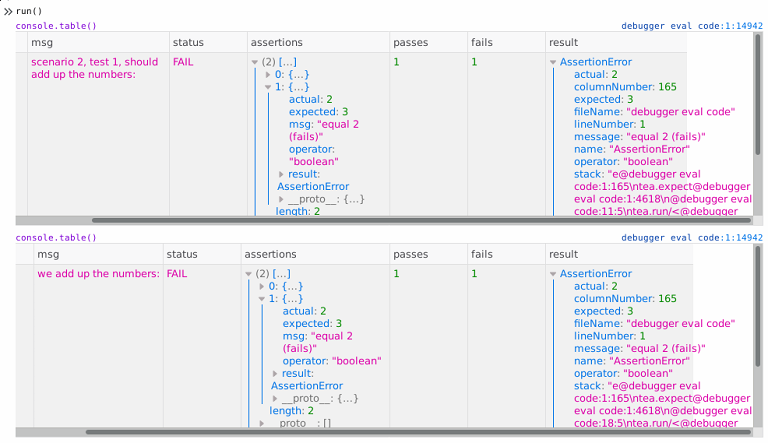 run()
console.table() debugger eval code:1:14942
msg status assertions passes fails result
scenario 2, test 1, should FAIL (2) […] 1 1 AssertionError
add up the numbers: 0: {…} actual: 2
1: {…} columnNumber: 165
actual: 2 expected: 3
expected: 3 fileName: "debugger eval code"
msg: "equal 2 lineNumber: 1
(fails)" message: "equal 2 (fails)"
operator: name: "AssertionError"
"boolean" operator: "boolean"
result: stack: "e@debugger eval
AssertionError code:1:165\ntea.expect@debugger
__proto__: {…} eval code:1:4618\n@debugger eval
length: 2 code:11:5\ntea.run/<@debugger
console.table() debugger eval code:1:14942
msg status assertions passes fails result
we add up the numbers: FAIL (2) […] 1 1 AssertionError
0: {…} actual: 2
1: {…} columnNumber: 165
actual: 2 expected: 3
expected: 3 fileName: "debugger eval code"
msg: "equal 2 lineNumber: 1
(fails)" message: "equal 2 (fails)"
operator: "boolean" name: "AssertionError"
result: operator: "boolean"
AssertionError stack: "e@debugger eval
__proto__: {…} code:1:165\ntea.expect@debugger
length: 2 eval code:1:4618\n@debugger eval
__proto__: [] code:18:5\ntea.run/<@debugger